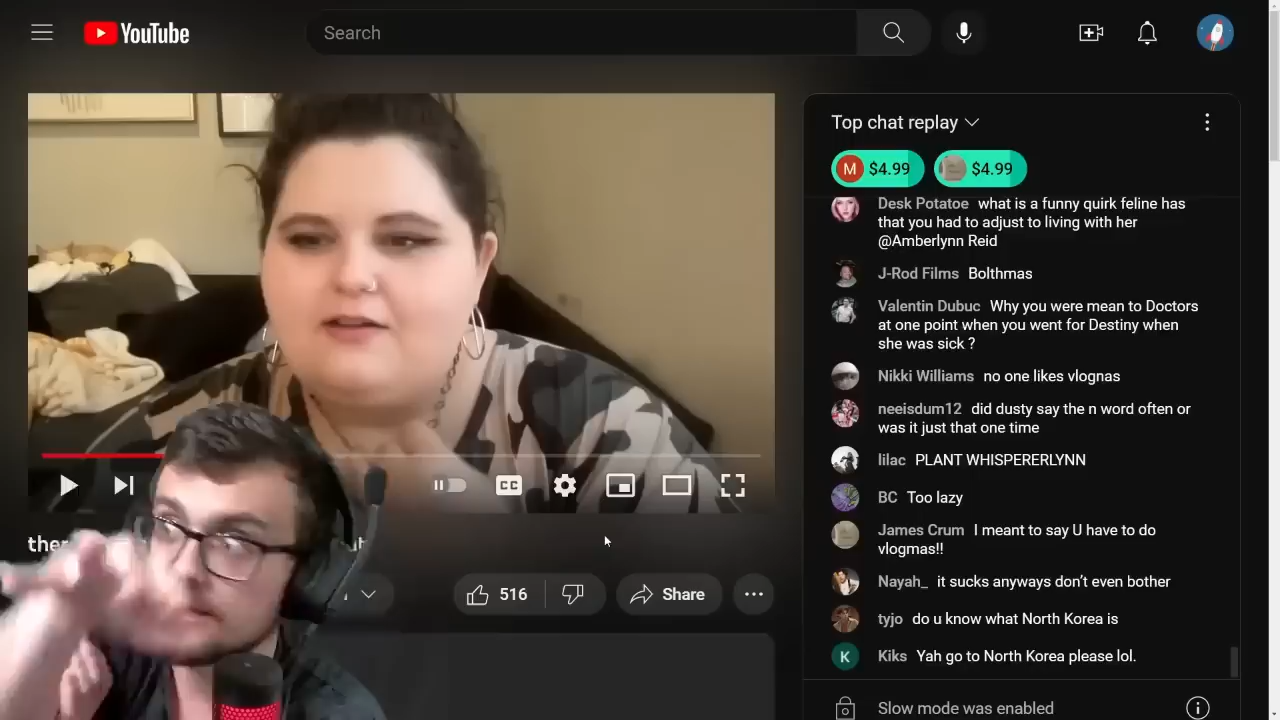 YouTube
Search
Top chat replay
M $4.99
$4.99
Desk Potatoe what is a funny quirk feline has
that you had to adjust to living with her
@Amberlynn Reid
J-Rod Films Bolthmas
Valentin Dubuc Why you were mean to Doctors
at one point when you went for Destiny when
she was sick ?
Nikki Williams no one likes vlognas
neeisdum12 did dusty say the n word often or
was it just that one time
lilac PLANT WHISPERERLYNN
BC Too lazy
James Crum I meant to say U have to do
vlogmas!!
Nayah_ it sucks anyways don’t even bother
tyjo do u know what North Korea is
K Kiks Yah go to North Korea please lol.
Slow mode was enabled
CC
516
Share